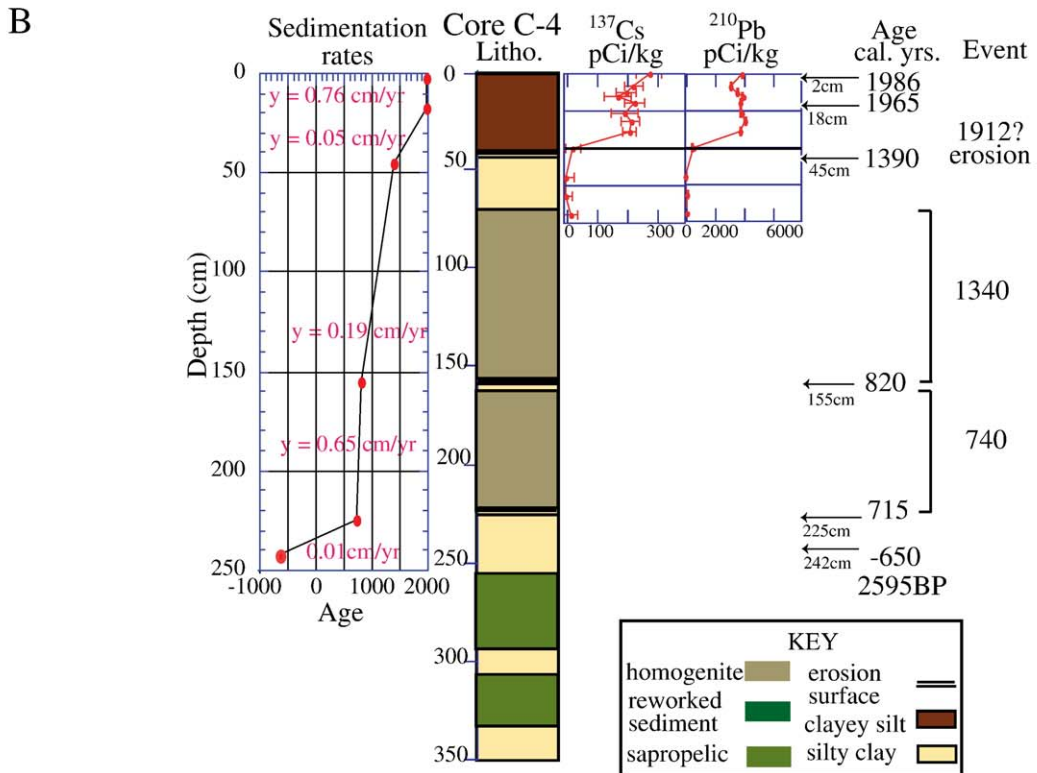 B
Sedimentation
rates
Core C-4
Litho.
137Cs
pCi/kg
210Pb
pCi/kg
Age
cal. yrs.
Event
0
50
100
150
200
250
Depth (cm)
y = 0.76 cm/yr
y = 0.05 cm/yr
y = 0.19 cm/yr
y = 0.65 cm/yr
0.01cm/yr
-1000 0 1000 2000
Age
0
50
100
150
200
250
300
350
0 100 300
0 2000 6000
2cm
1986
1965
18cm
1912?
erosion
1390
45cm
1340
820
155cm
740
715
225cm
-650
242cm
2595BP
KEY
homogenite
erosion
surface
reworked
sediment
clayey silt
sapropelic
silty clay